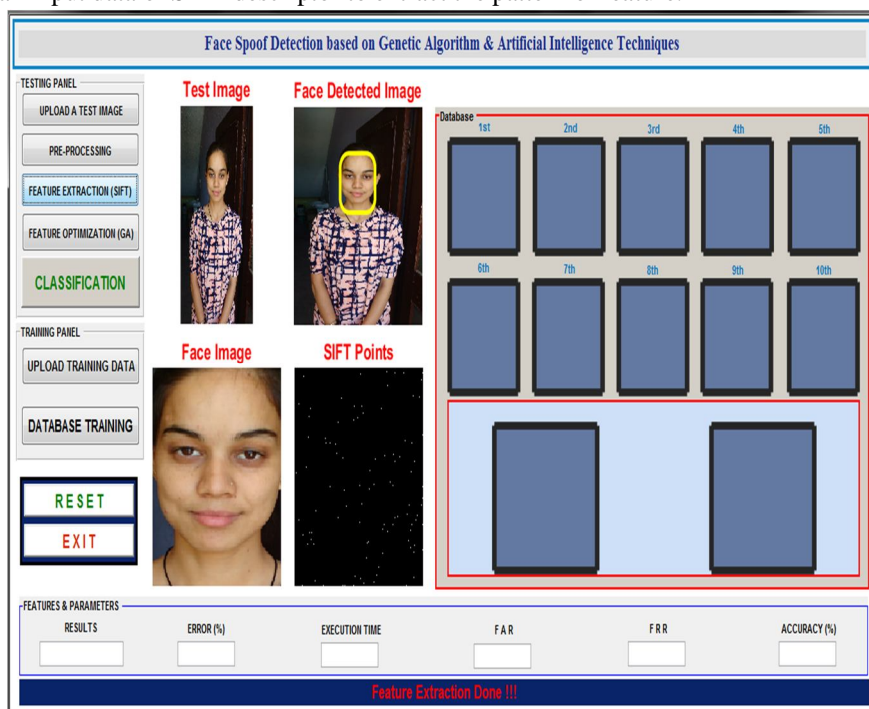 Face Spoof Detection based on Genetic Algorithm & Artificial Intelligence Techniques
TESTING PANEL
UPLOAD A TEST IMAGE
PRE-PROCESSING
FEATURE EXTRACTION (SIFT)
FEATURE OPTIMIZATION (GA)
CLASSIFICATION
TRAINING PANEL
UPLOAD TRAINING DATA
DATABASE TRAINING
RESET
EXIT
Test Image
Face Detected Image
Face Image
SIFT Points
Database
1st 2nd 3rd 4th 5th
6th 7th 8th 9th 10th
FEATURES & PARAMETERS
RESULTS ERROR (%) EXECUTION TIME F A R F R R ACCURACY (%)
Feature Extraction Done !!!